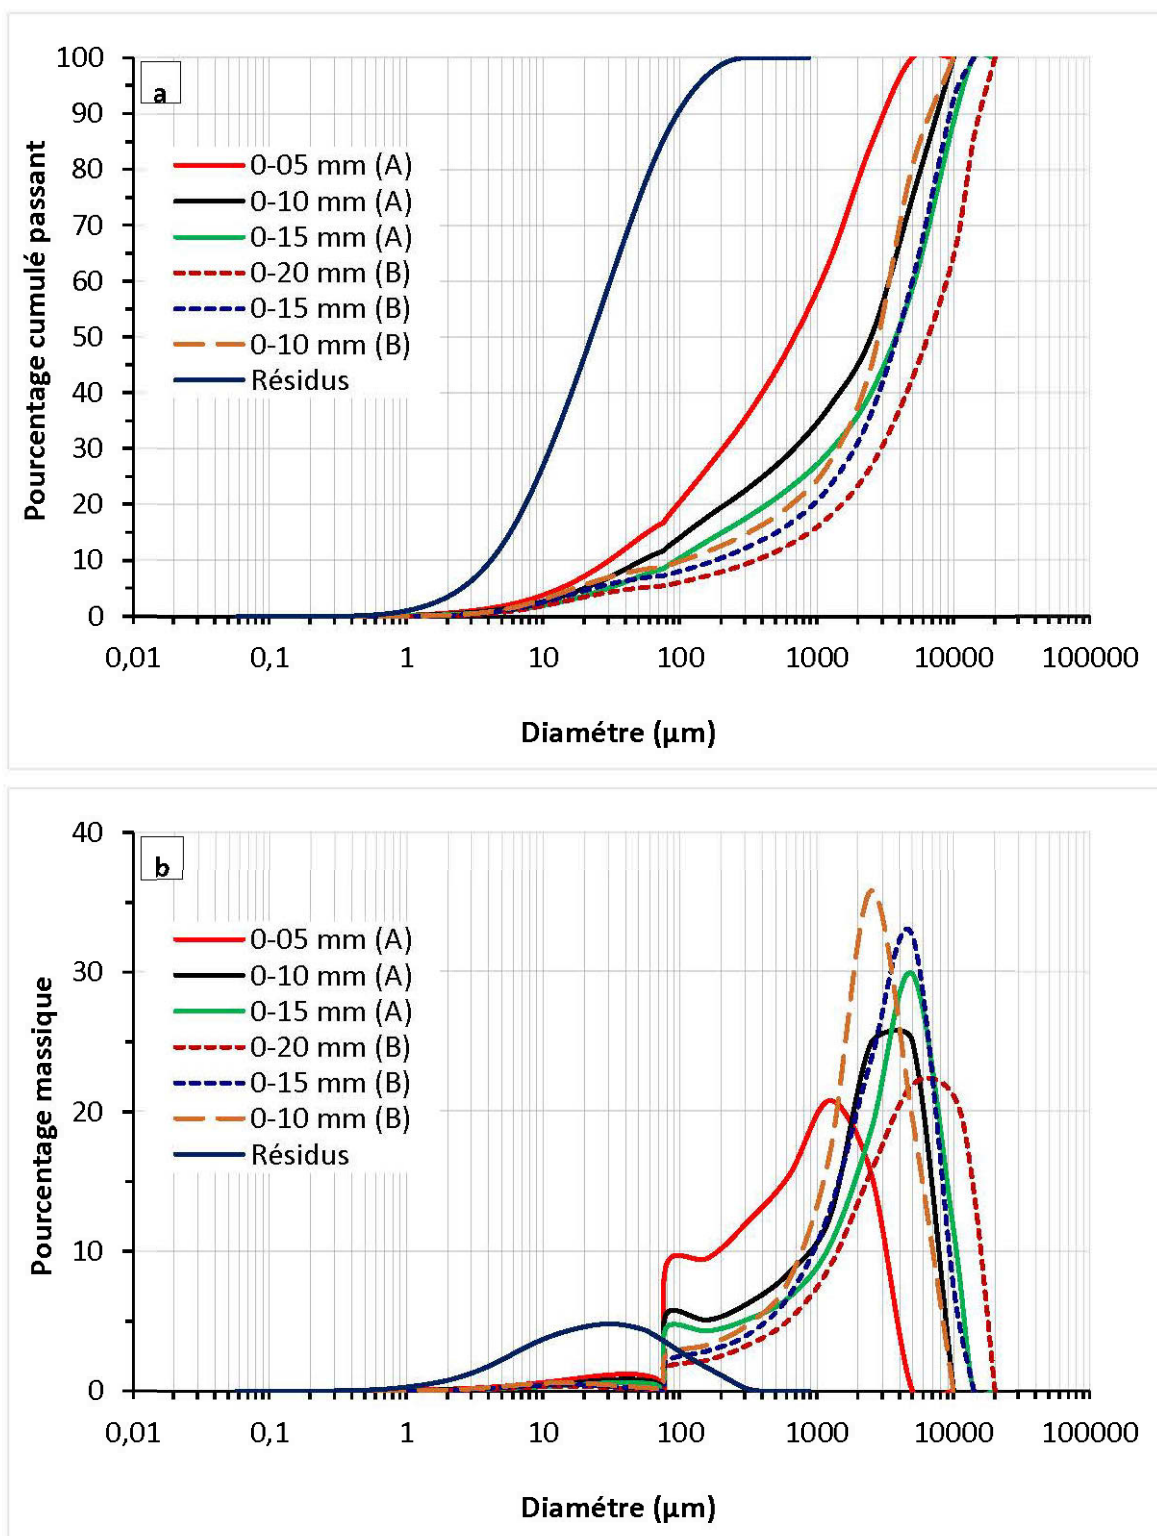 100
a
90
80
70
60
50
40
30
20
10
0
Pourcentage cumulé passant
0-05 mm (A)
0-10 mm (A)
0-15 mm (A)
0-20 mm (B)
0-15 mm (B)
0-10 mm (B)
Résidus
0,01 0,1 1 10 100 1000 10000 100000
Diamétre (µm)
40
b
30
20
10
0
Pourcentage massique
0-05 mm (A)
0-10 mm (A)
0-15 mm (A)
0-20 mm (B)
0-15 mm (B)
0-10 mm (B)
Résidus
0,01 0,1 1 10 100 1000 10000 100000
Diamétre (µm)